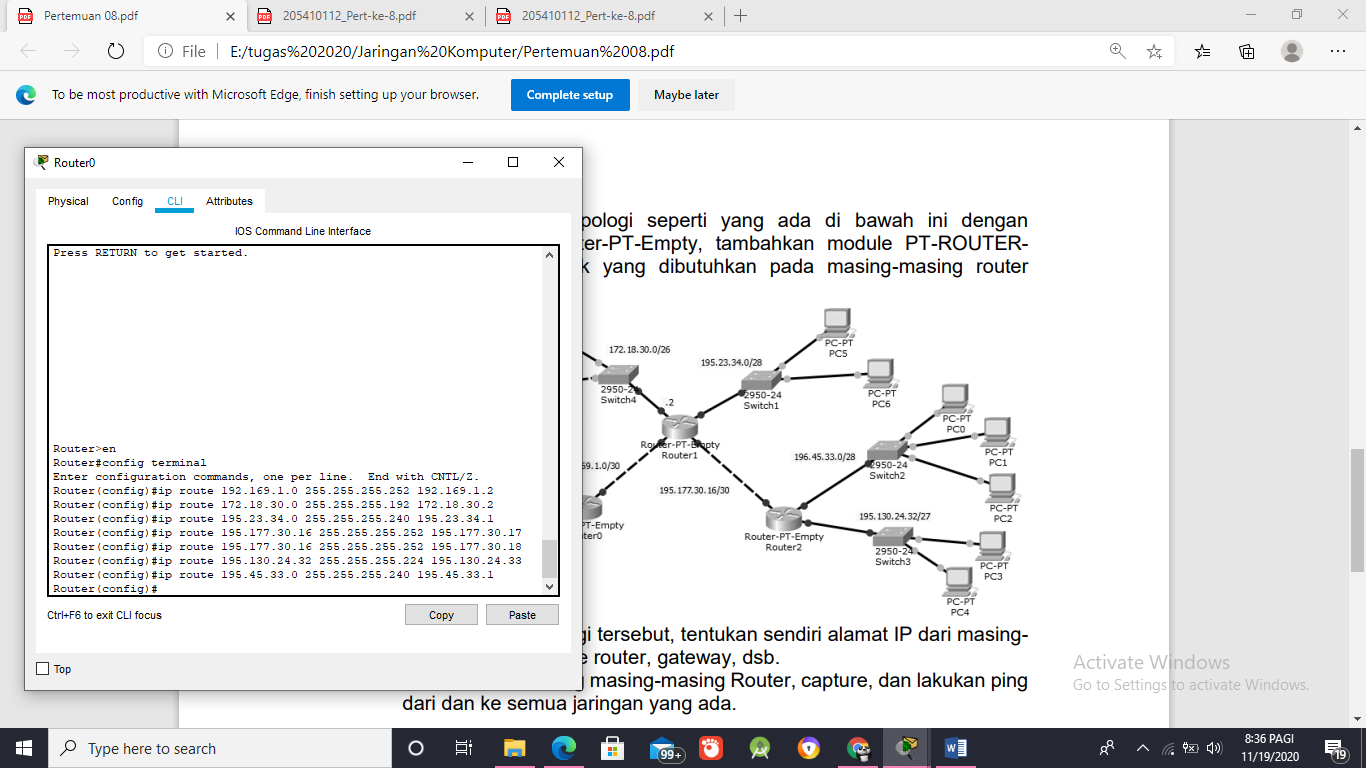 Pertemuan 08.pdf
205410112_Pert-ke-8.pdf
205410112_Pert-ke-8.pdf
File
E:/tugas%202020/Jaringan%20Komputer/Pertemuan%2008.pdf
To be most productive with Microsoft Edge, finish setting up your browser.
Complete setup
Maybe later
Router0
Physical
Config
CLI
Attributes
IOS Command Line Interface
Press RETURN to get started.
Router>en
Router#config terminal
Enter configuration commands, one per line. End with CNTL/Z.
Router(config)#ip route 192.169.1.0 255.255.255.252 192.169.1.2
Router(config)#ip route 172.18.30.0 255.255.255.192 172.18.30.2
Router(config)#ip route 195.23.34.0 255.255.255.240 195.23.34.1
Router(config)#ip route 195.177.30.16 255.255.255.252 195.177.30.17
Router(config)#ip route 195.177.30.16 255.255.255.252 195.177.30.18
Router(config)#ip route 195.130.24.32 255.255.255.224 195.130.24.33
Router(config)#ip route 195.45.33.0 255.255.255.240 195.45.33.1
Router(config)#
Ctrl+F6 to exit CLI focus
Copy
Paste
Top
pologi seperti yang ada di bawah ini dengan
ter-PT-Empty, tambahkan module PT-ROUTER-
k yang dibutuhkan pada masing-masing router
172.18.30.0/26
2950-24
Switch4
.2
195.23.34.0/28
2950-24
Switch1
PC-PT
PC5
PC-PT
PC6
Router-PT-Empty
Router1
69.1.0/30
PT-Empty
ter0
195.177.30.16/30
196.45.33.0/28
2950-24
Switch2
PC-PT
PC0
PC-PT
PC1
PC-PT
PC2
Router-PT-Empty
Router2
195.130.24.32/27
2950-24
Switch3
PC-PT
PC3
PC-PT
PC4
gi tersebut, tentukan sendiri alamat IP dari masing-
e router, gateway, dsb.
masing-masing Router, capture, dan lakukan ping
dari dan ke semua jaringan yang ada.
Activate Windows
Go to Settings to activate Windows.
Type here to search
99+
8:36 PAGI
11/19/2020
19